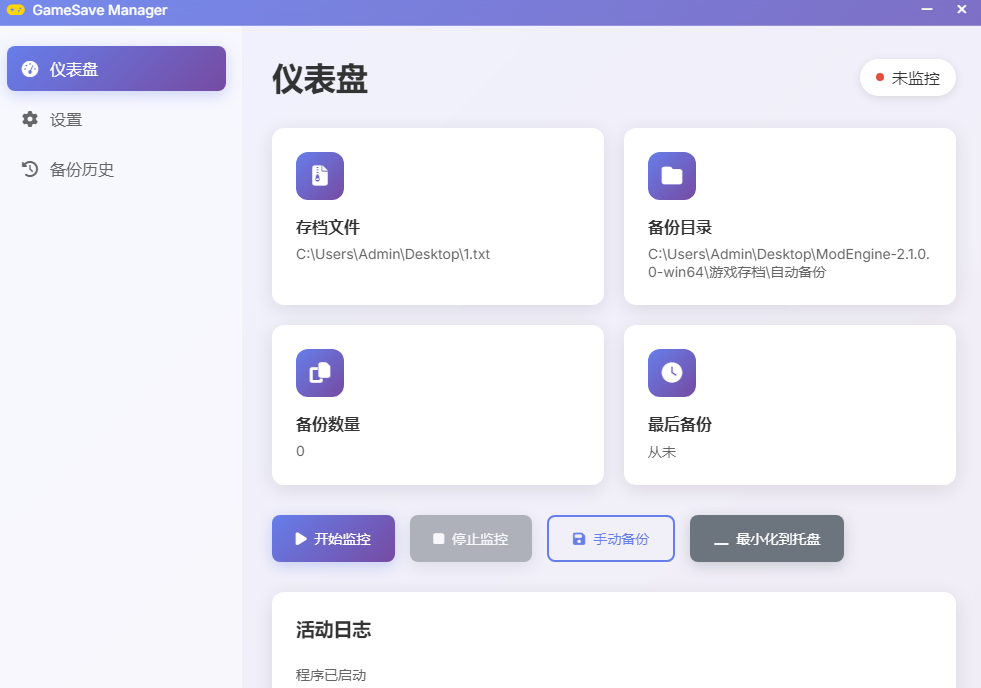 GameSave Manager
仪表盘
设置
备份历史
仪表盘
未监控
存档文件
C:\Users\Admin\Desktop\1.txt
备份目录
C:\Users\Admin\Desktop\ModEngine-2.1.0.
0-win64\游戏存档\自动备份
备份数量
0
最后备份
从未
开始监控
停止监控
手动备份
最小化到托盘
活动日志
程序已启动